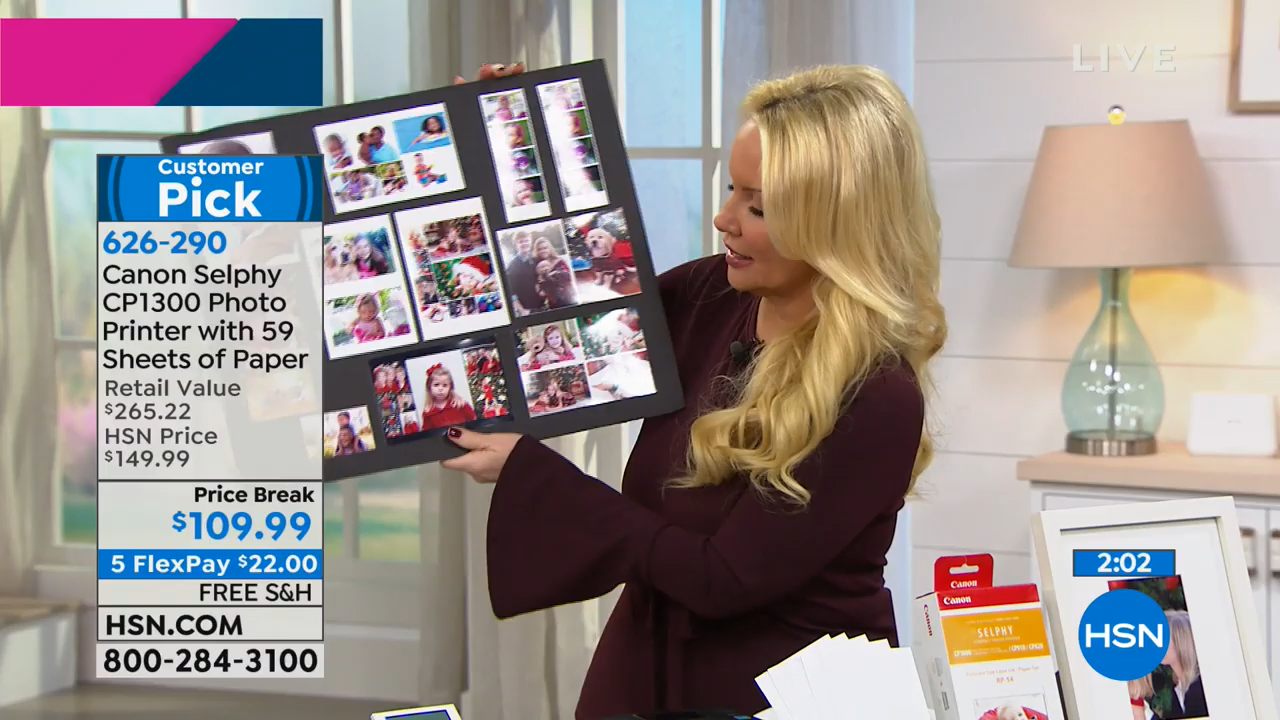 LIVE
Customer
Pick
626-290
Canon Selphy
CP1300 Photo
Printer with 59
Sheets of Paper
Retail Value
$265.22
HSN Price
$149.99
Price Break
$109.99
5 FlexPay $22.00
FREE S&H
HSN.COM
800-284-3100
2:02
HSN
Canon
Canon
Canon
SELPHY